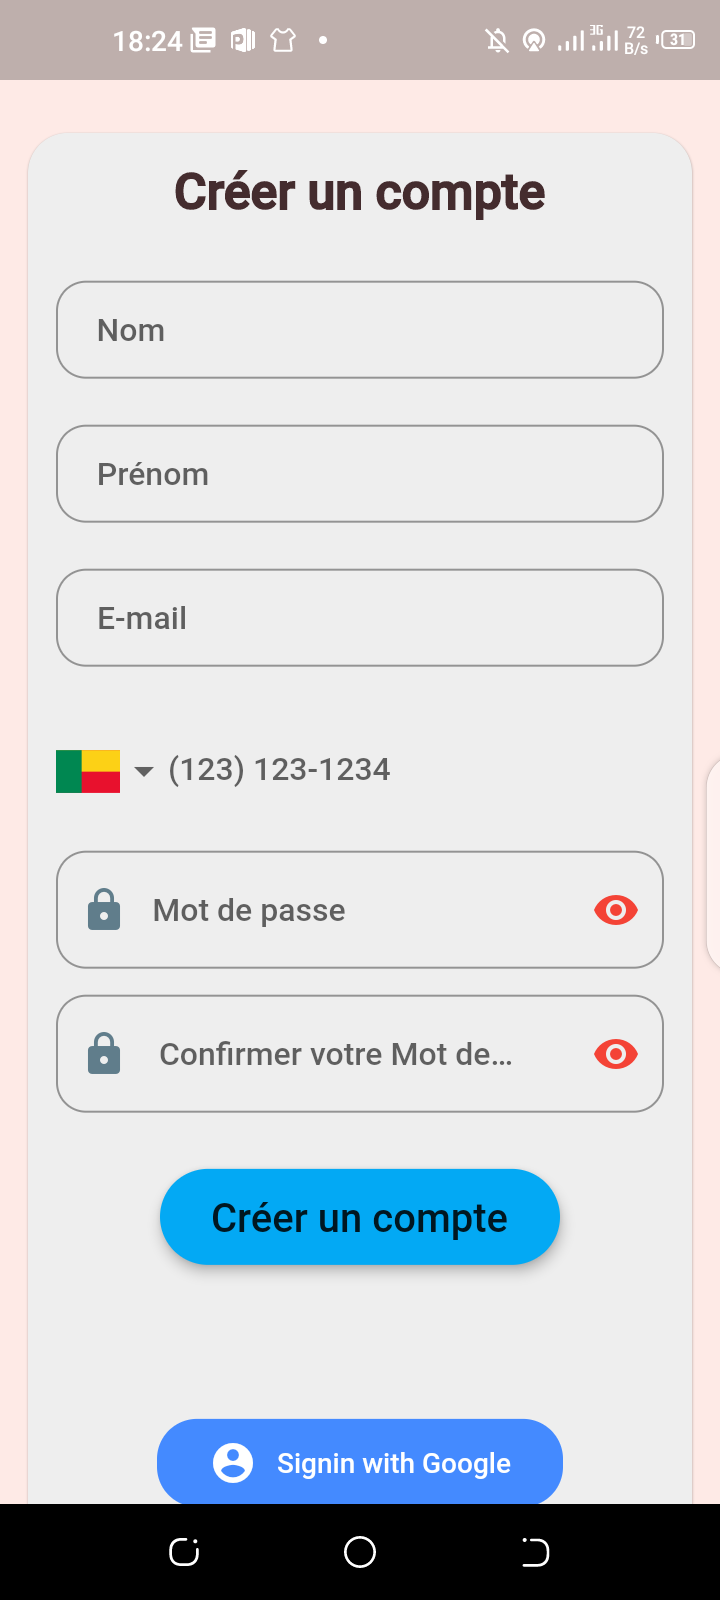 18:24
3G
72
B/s
31
Créer un compte
Nom
Prénom
E-mail
(123) 123-1234
Mot de passe
Confirmer votre Mot de...
Créer un compte
Signin with Google